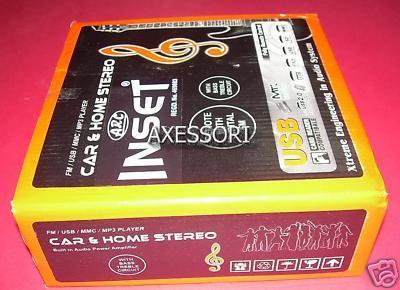 FM / USB / MMC / MP3 PLAYER
CAR & HOME STEREO
ARC
INSET
REGD. No.
WITH
BASS
TREBLE
CIRCUIT
USB
Xtreme Engineering in Audio System
AXESSORI
FM / USB / MMC / MP3 PLAYER
CAR & HOME STEREO
Built in Audio Power Amplifier
WITH
BASS
TREBLE
CIRCUIT